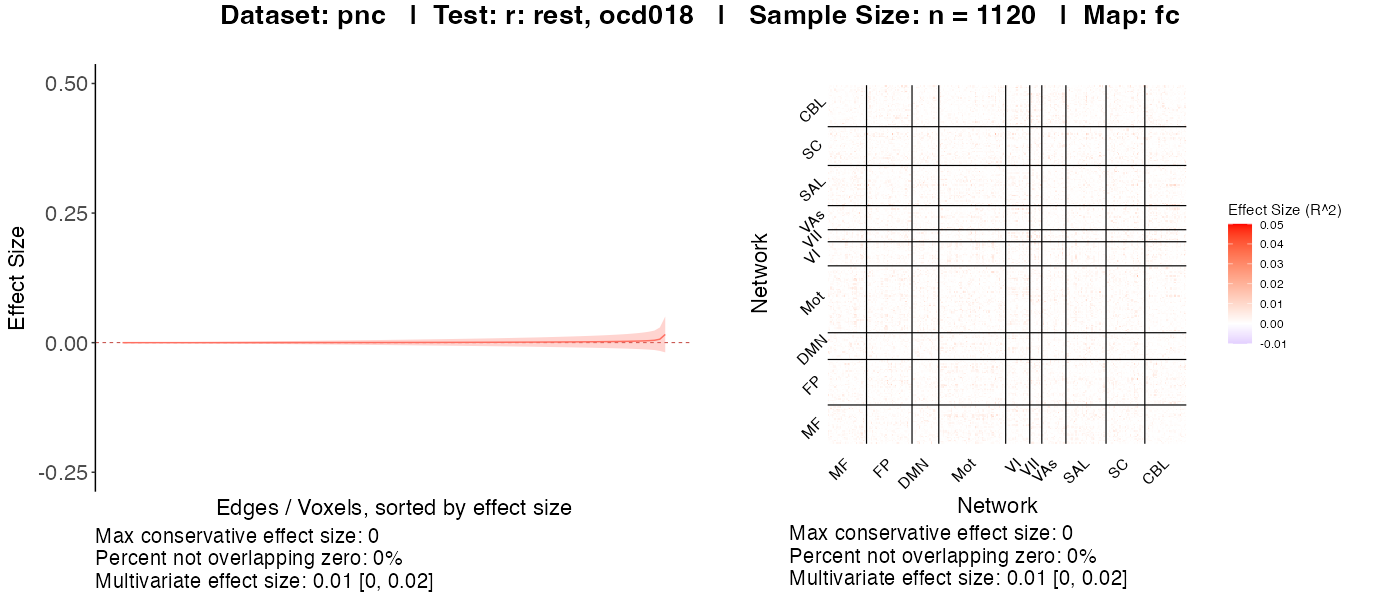 Dataset: pnc | Test: r: rest, ocd018 | Sample Size: n = 1120 | Map: fc
Effect Size
0.50
0.25
0.00
-0.25
Edges / Voxels, sorted by effect size
Max conservative effect size: 0
Percent not overlapping zero: 0%
Multivariate effect size: 0.01 [0, 0.02]
Network
CBL
SC
SAL
VAs
VII
VI
Mot
DMN
FP
MF
MF
FP
DMN
Mot
VI
VII
VAs
SAL
SC
CBL
Network
Max conservative effect size: 0
Percent not overlapping zero: 0%
Multivariate effect size: 0.01 [0, 0.02]
Effect Size (R^2)
0.05
0.04
0.03
0.02
0.01
0.00
-0.01